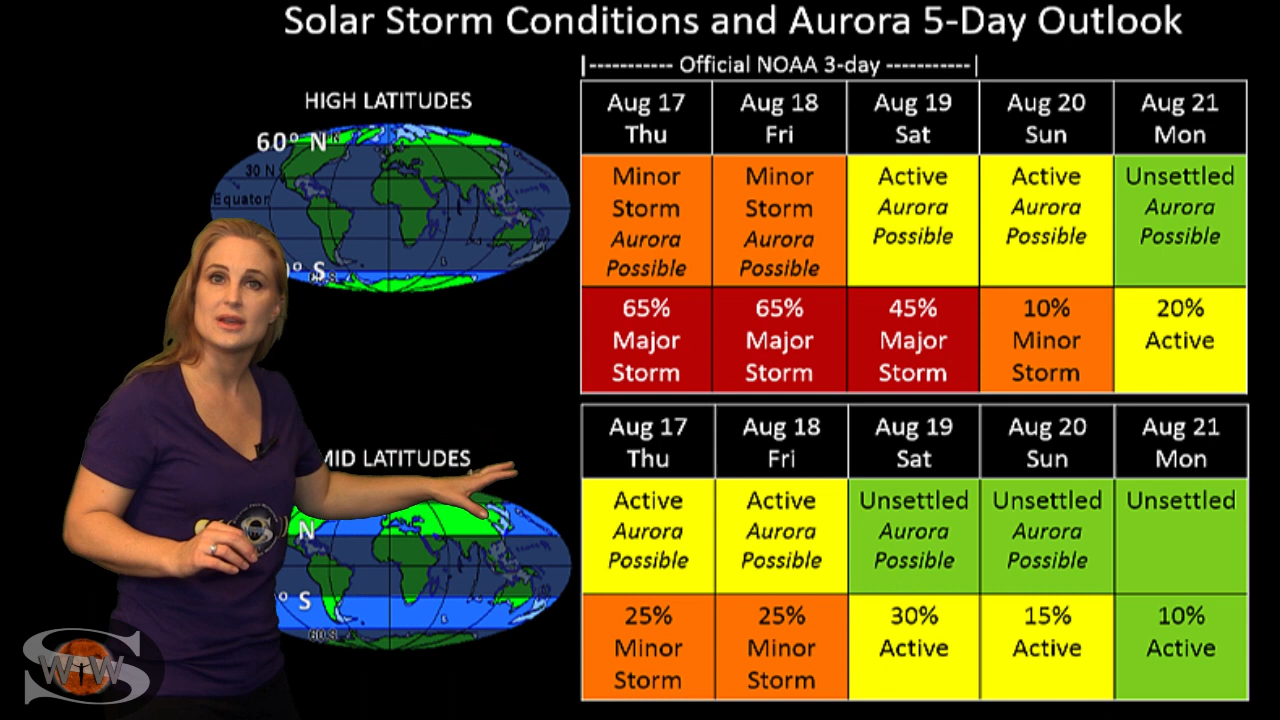 Solar Storm Conditions and Aurora 5-Day Outlook
|----------- Official NOAA 3-day -----------|
HIGH LATITUDES
60° N
30 N
Equator
° S
Aug 17 Aug 18 Aug 19 Aug 20 Aug 21
Thu Fri Sat Sun Mon
Minor Minor Active Active Unsettled
Storm Storm Aurora Aurora Aurora
Aurora Aurora Possible Possible Possible
Possible Possible
65% 65% 45% 10% 20%
Major Major Major Minor Active
Storm Storm Storm Storm
MID LATITUDES
N
° S
60 S
Aug 17 Aug 18 Aug 19 Aug 20 Aug 21
Thu Fri Sat Sun Mon
Active Active Unsettled Unsettled Unsettled
Aurora Aurora Aurora Aurora
Possible Possible Possible Possible
25% 25% 30% 15% 10%
Minor Minor Active Active Active
Storm Storm
S
WTW